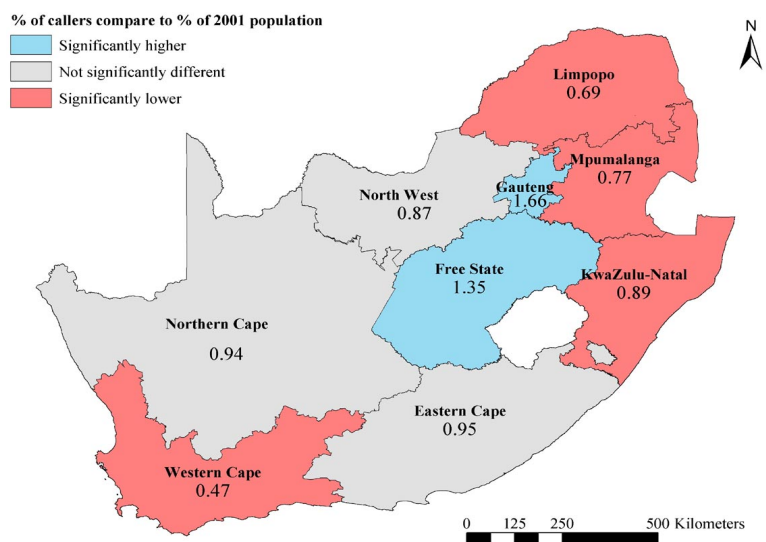 % of callers compare to % of 2001 population
Significantly higher
Not significantly different
Significantly lower
N
Limpopo
0.69
Mpumalanga
0.77
Gauteng
1.66
North West
0.87
Free State
1.35
KwaZulu-Natal
0.89
Northern Cape
0.94
Eastern Cape
0.95
Western Cape
0.47
0 125 250 500 Kilometers